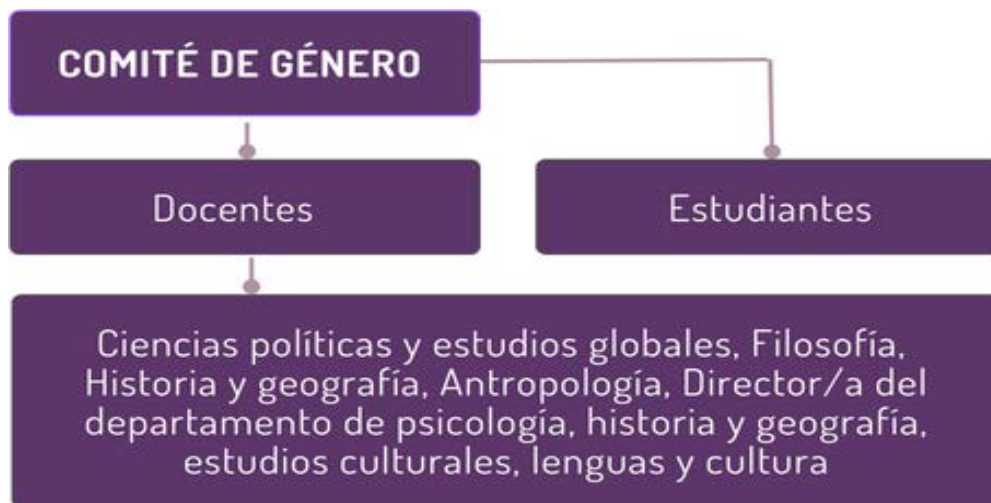 COMITÉ DE GÉNERO
Docentes
Estudiantes
Ciencias políticas y estudios globales, Filosofía,
Historia y geografía, Antropología, Director/a del
departamento de psicología, historia y geografía,
estudios culturales, lenguas y cultura